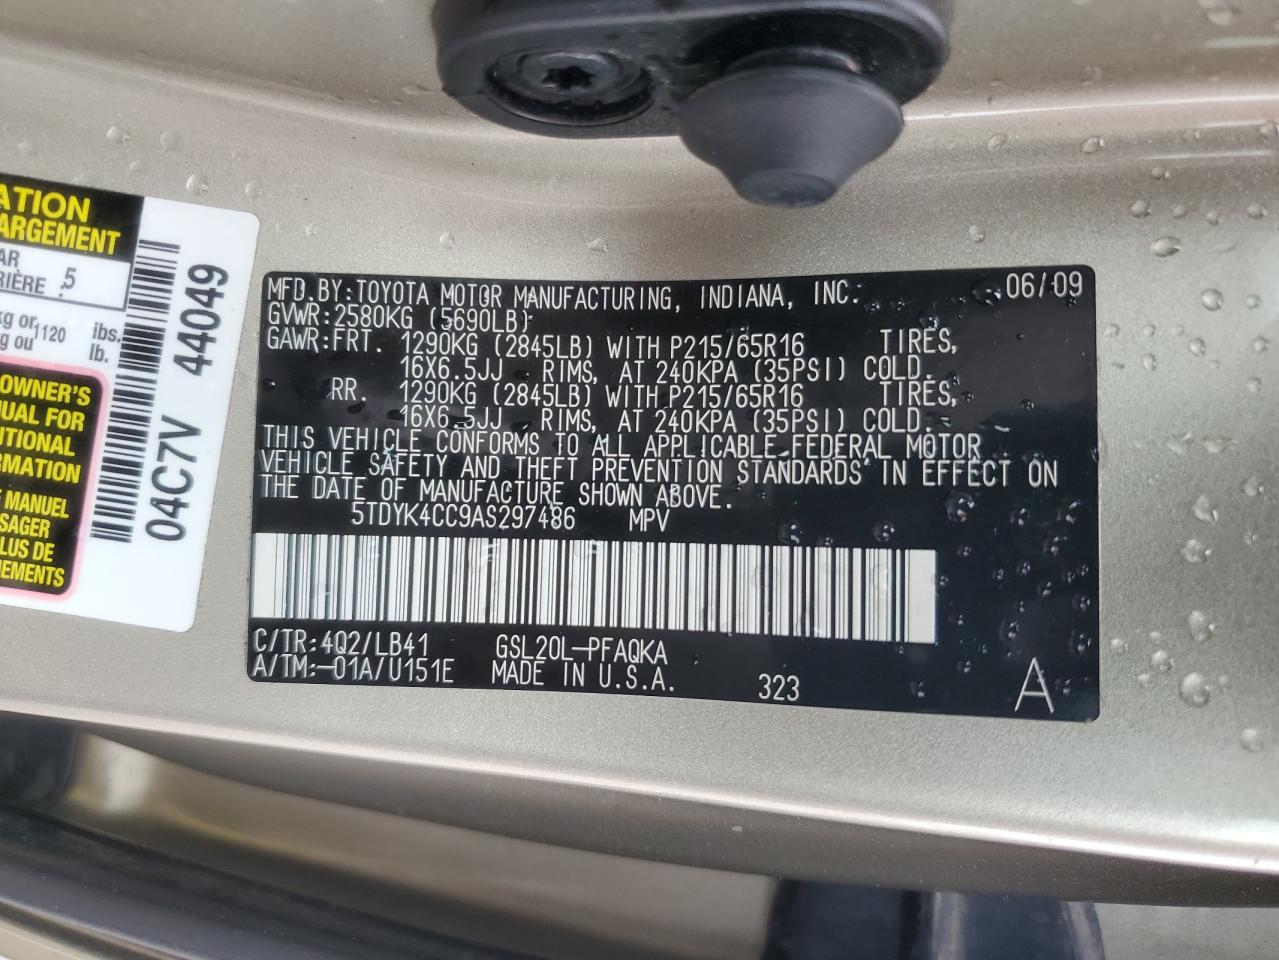 ATION
ARGEMENT
AR
RIÈRE 5
kg or 1120 ibs.
g ou lb.
OWNER'S
UAL FOR
ITIONAL
RMATION
MANUEL
SAGER
LUS DE
NEMENTS
04C7V 44049
MFD.BY:TOYOTA MOTOR MANUFACTURING, INDIANA, INC. 06/09
GVWR:2580KG (5690LB)
GAWR:FRT. 1290KG (2845LB) WITH P215/65R16 TIRES,
16X6.5JJ RIMS, AT 240KPA (35PSI) COLD.
RR. 1290KG (2845LB) WITH P215/65R16 TIRES,
16X6.5JJ RIMS, AT 240KPA (35PSI) COLD.
THIS VEHICLE CONFORMS TO ALL APPLICABLE FEDERAL MOTOR
VEHICLE SAFETY AND THEFT PREVENTION STANDARDS IN EFFECT ON
THE DATE OF MANUFACTURE SHOWN ABOVE.
5TDYK4CC9AS297486 MPV
C/TR:4Q2/LB41 GSL20L-PFAQKA
A/TM:-01A/U151E MADE IN U.S.A. 323 A